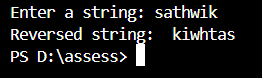 Enter a string: sathwik
Reversed string:  kiwhtas
PS D:\assess>